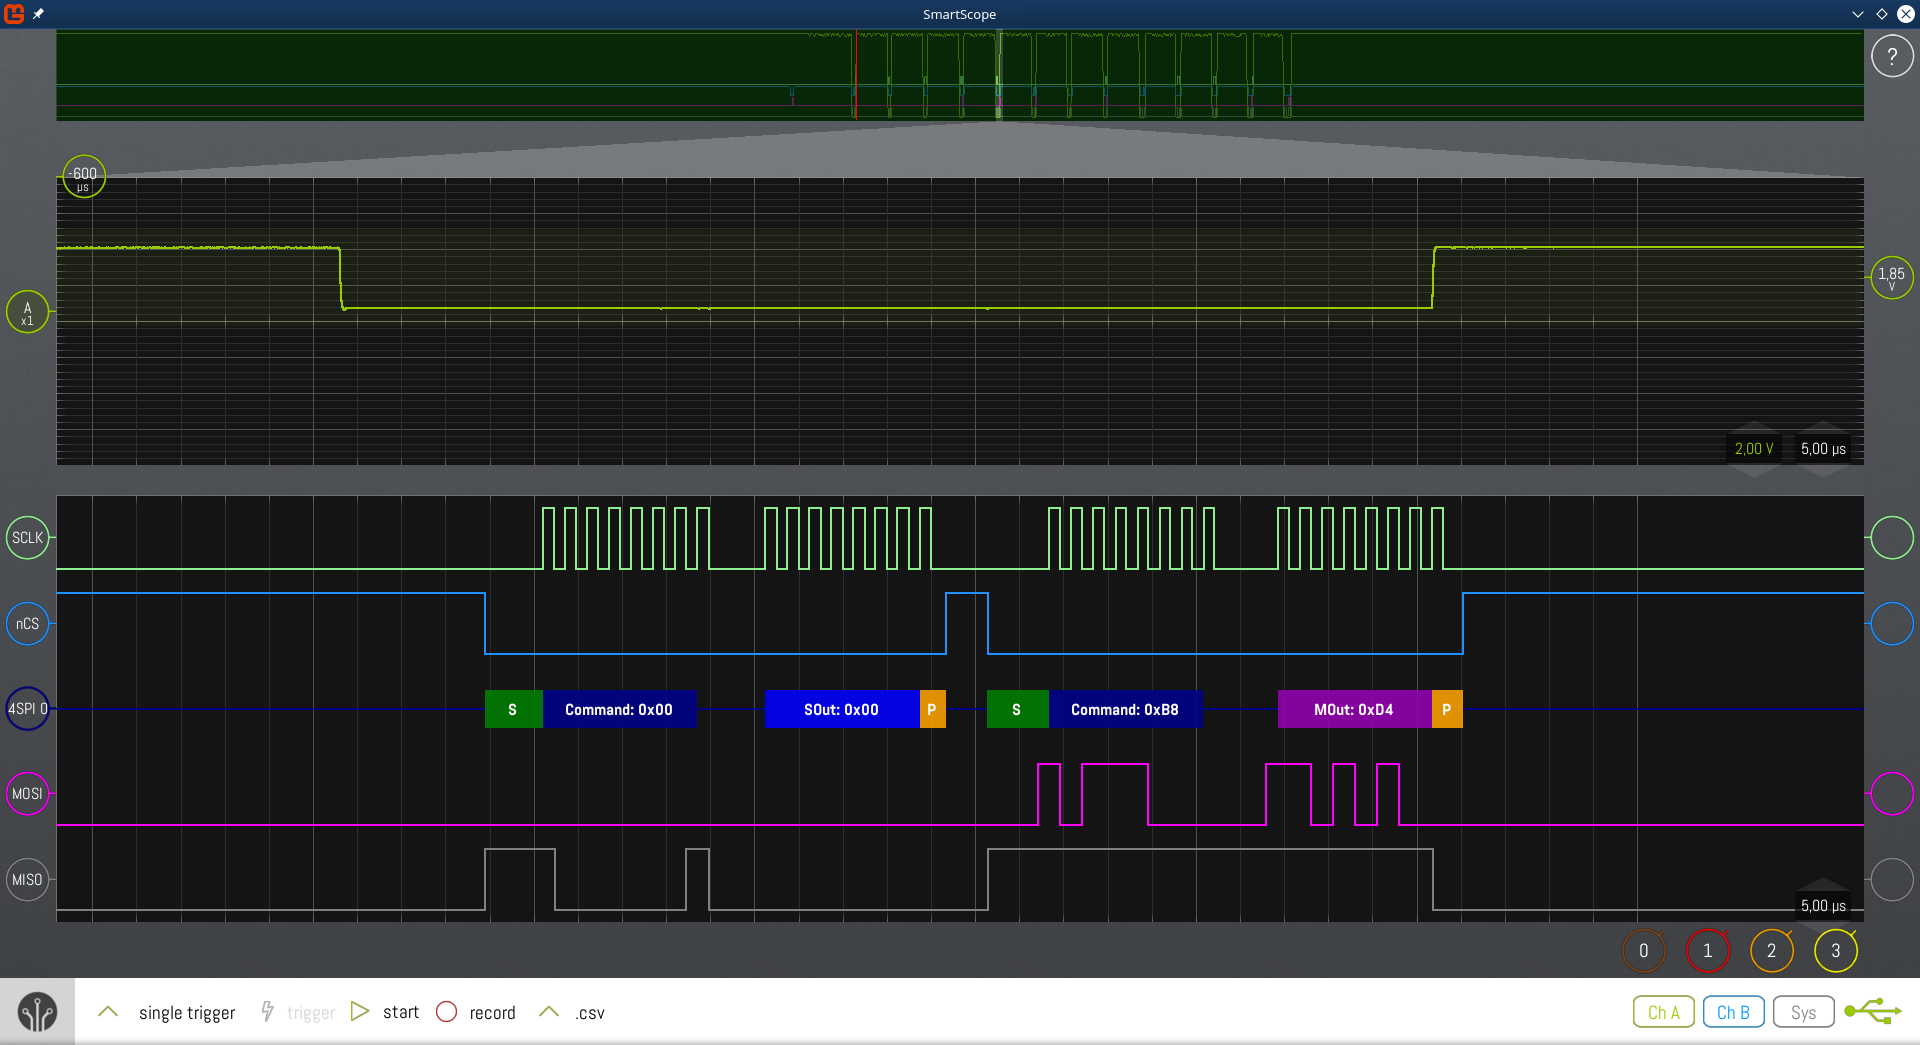 SmartScope
?
-600
µs
A
x1
1,85
V
2,00 V
5,00 µs
SCLK
nCS
4SPI 0
S
Command: 0x00
SOut: 0x00
P
S
Command: 0xB8
MOut: 0xD4
P
MOSI
MISO
5,00 µs
0
1
2
3
single trigger
trigger
start
record
.csv
Ch A
Ch B
Sys